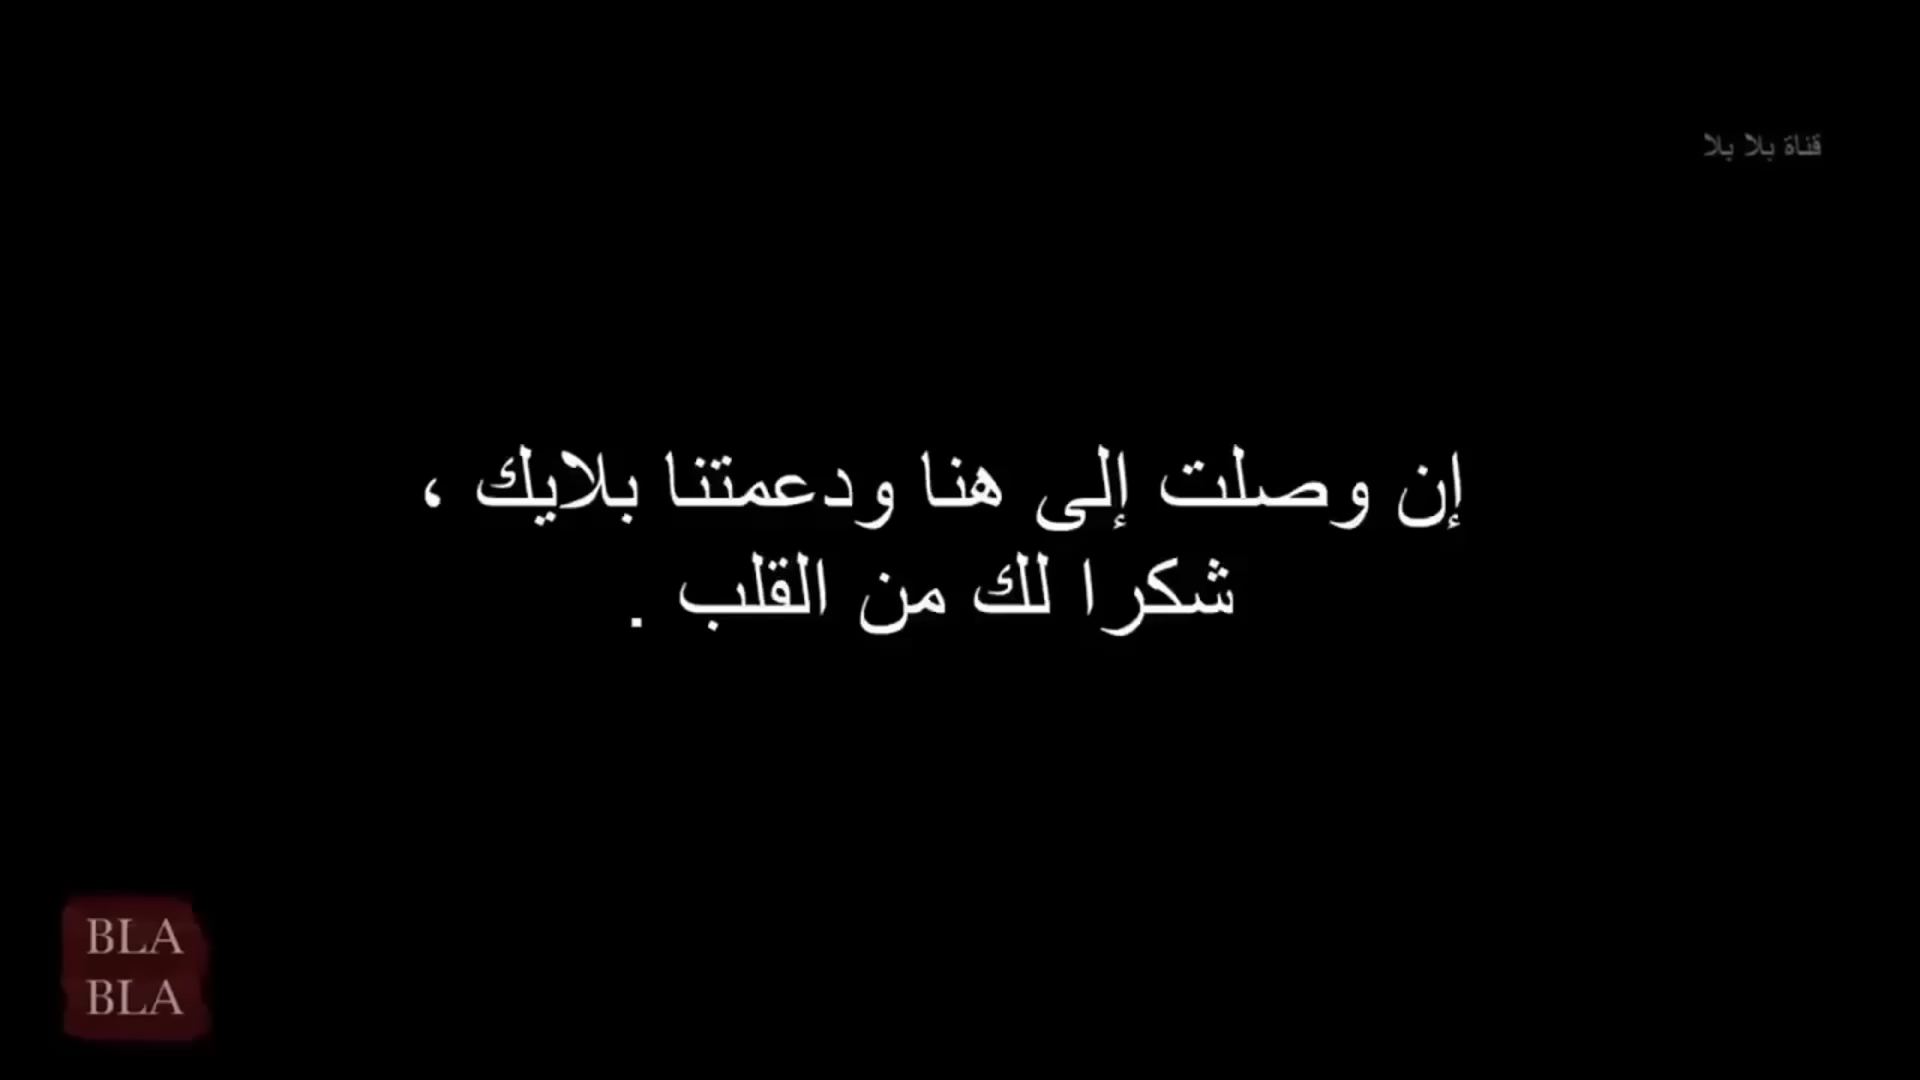 قناة بلا بلا
إن وصلت إلى هنا ودعمتنا بلايك ،
شكرا لك من القلب .
BLA
BLA